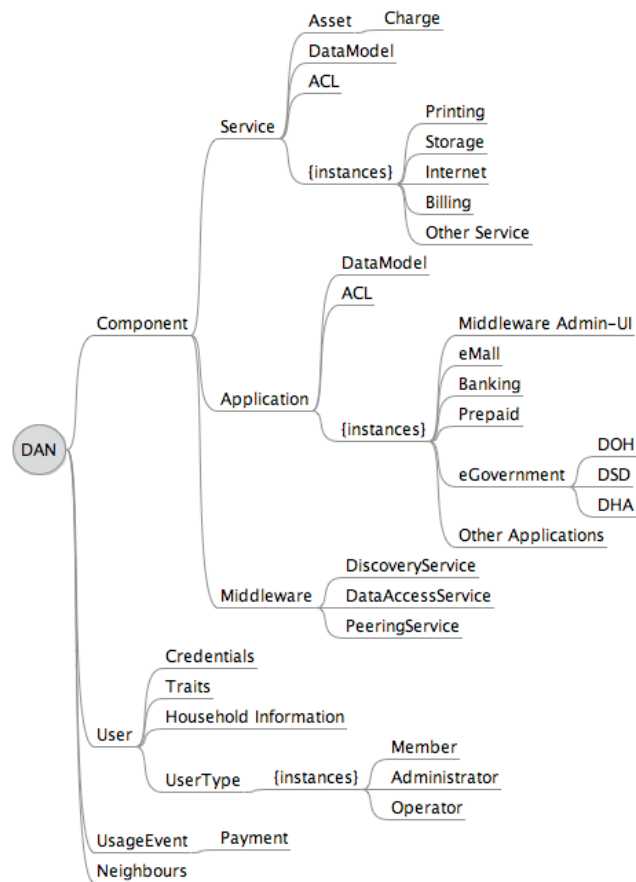 Asset
Charge
DataModel
ACL
Service
Printing
Storage
{instances}
Internet
Billing
Other Service
DataModel
ACL
Component
Middleware Admin-UI
eMall
Banking
Application
Prepaid
{instances}
DAN
eGovernment
DOH
DSD
DHA
Other Applications
DiscoveryService
Middleware
DataAccessService
PeeringService
Credentials
Traits
Household Information
User
Member
UserType
{instances}
Administrator
Operator
UsageEvent
Payment
Neighbours